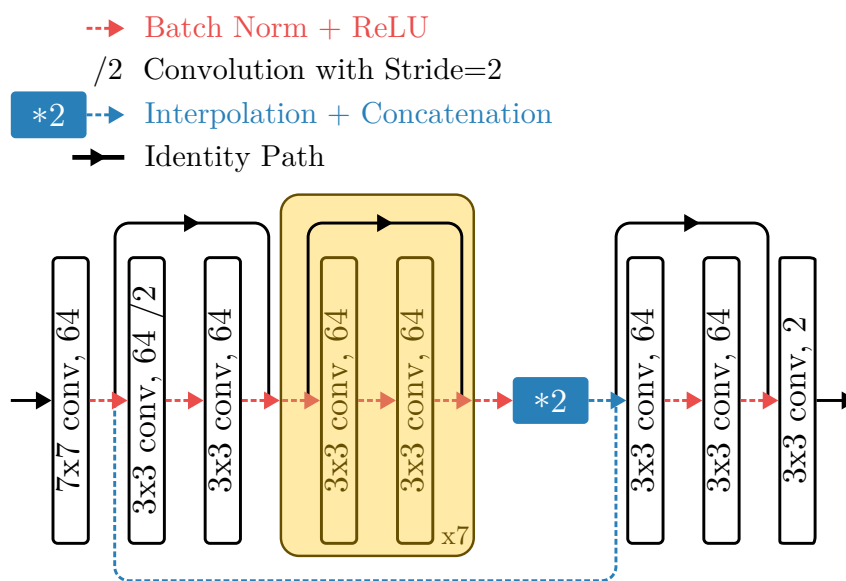 Batch Norm + ReLU
/2 Convolution with Stride=2
*2 Interpolation + Concatenation
Identity Path
7x7 conv, 64
3x3 conv, 64 /2
3x3 conv, 64
3x3 conv, 64
3x3 conv, 64
x7
*2
3x3 conv, 64
3x3 conv, 64
3x3 conv, 2